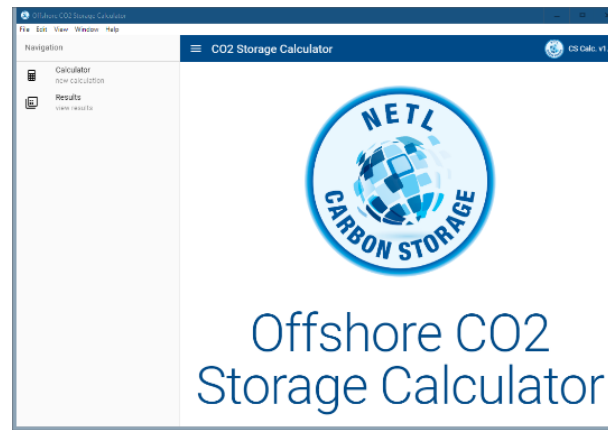 Offshore CO2 Storage Calculator
File Edit View Window Help
Navigation
CO2 Storage Calculator
CS Calc. v1.
Calculator
new calculation
Results
view results
NETL
CARBON STORAGE
Offshore CO2
Storage Calculator